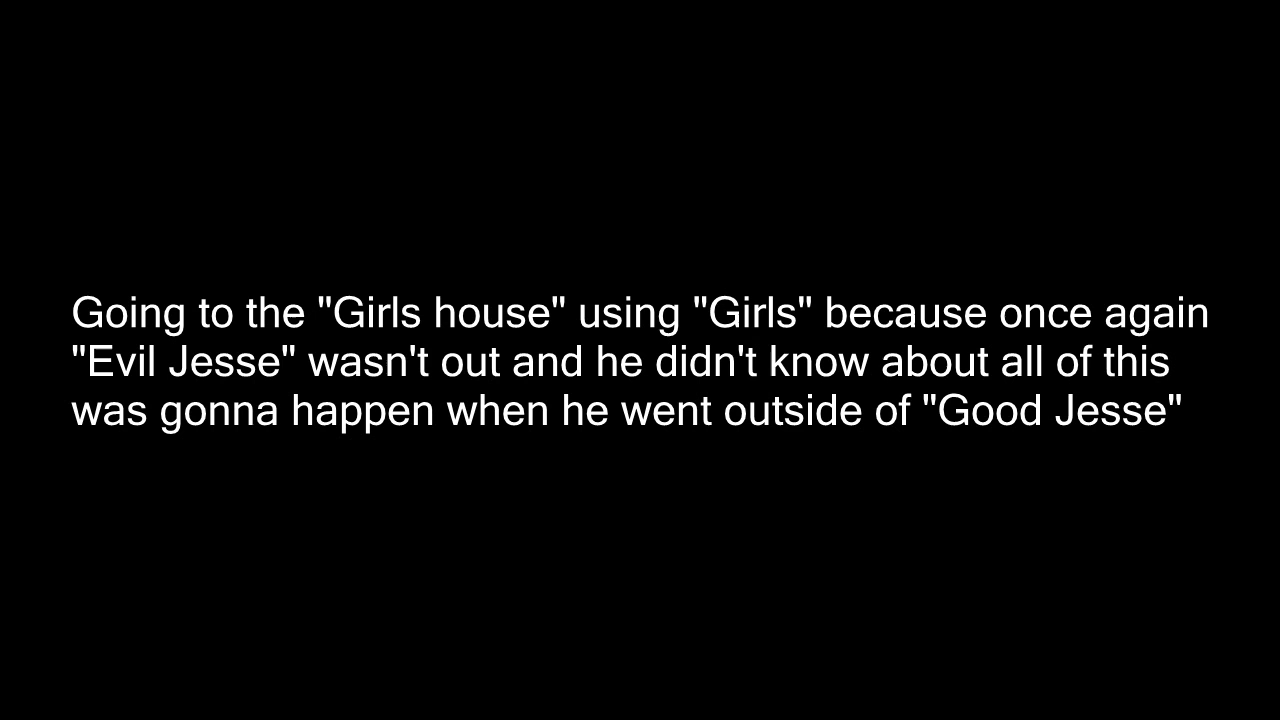 Going to the "Girls house" using "Girls" because once again
"Evil Jesse" wasn't out and he didn't know about all of this
was gonna happen when he went outside of "Good Jesse"